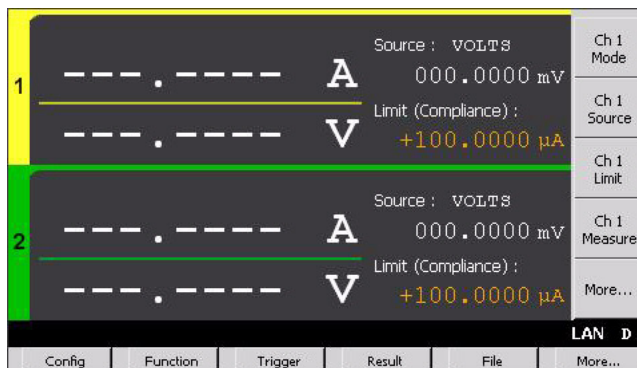 1
---.---- A
---.---- V
Source : VOLTS
000.0000 mV
Limit (Compliance) :
+100.0000 µA
2
---.---- A
---.---- V
Source : VOLTS
000.0000 mV
Limit (Compliance) :
+100.0000 µA
Ch 1
Mode
Ch 1
Source
Ch 1
Limit
Ch 1
Measure
More...
LAN D
Config Function Trigger Result File More...